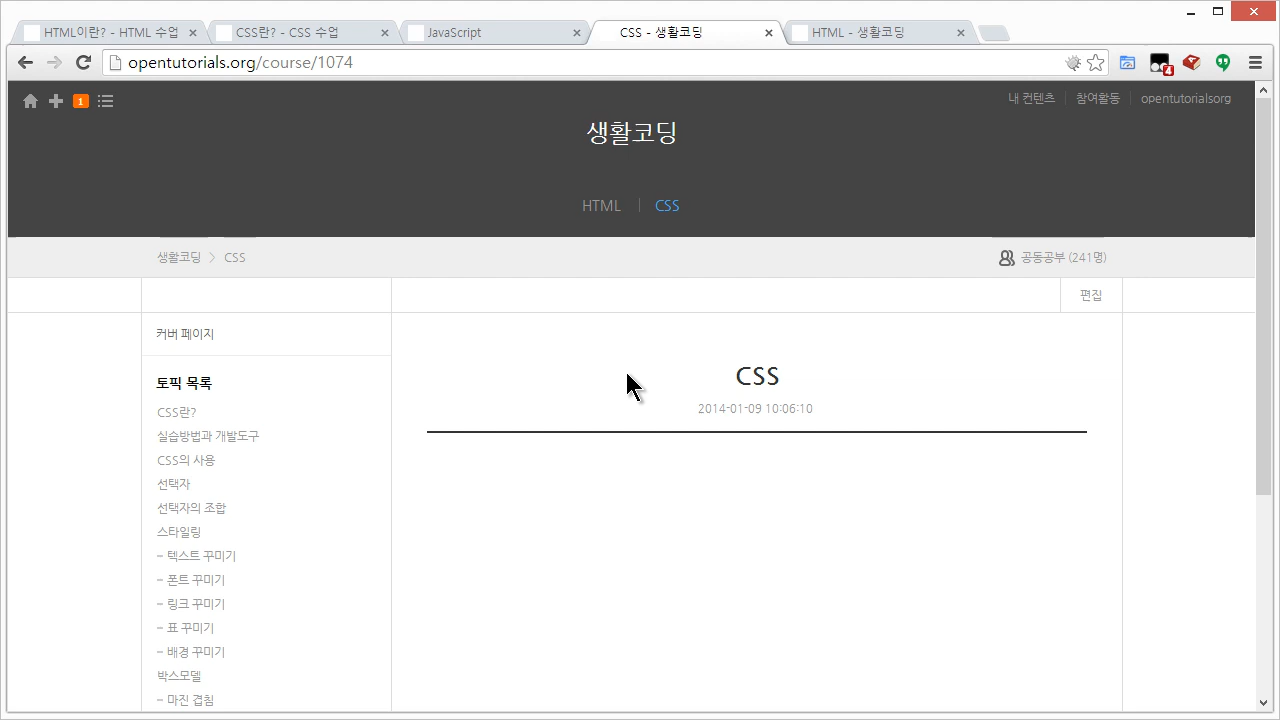 HTML이란? - HTML 수업
CSS란? - CSS 수업
JavaScript
CSS - 생활코딩
HTML - 생활코딩
opentutorials.org/course/1074
4
1
내 컨텐츠
참여활동
opentutorialsorg
생활코딩
HTML
CSS
생활코딩 > CSS
공동공부 (241명)
편집
커버 페이지
토픽 목록
CSS란?
실습방법과 개발도구
CSS의 사용
선택자
선택자의 조합
스타일링
- 텍스트 꾸미기
- 폰트 꾸미기
- 링크 꾸미기
- 표 꾸미기
- 배경 꾸미기
박스모델
- 마진 겹침
CSS
2014-01-09 10:06:10